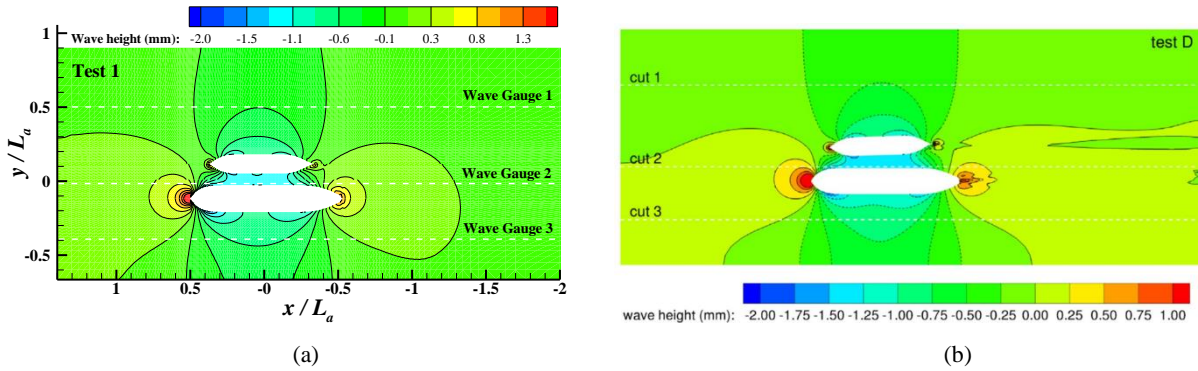 -2.0 -1.5 -1.1 -0.6 -0.1 0.3 0.8 1.3
Wave height (mm):
1
0.5
0
-0.5
y / Lₐ
Test 1
Wave Gauge 1
Wave Gauge 2
Wave Gauge 3
1 0.5 -0 -0.5 -1 -1.5 -2
x / Lₐ
(a)
test D
cut 1
cut 2
cut 3
wave height (mm): -2.00 -1.75 -1.50 -1.25 -1.00 -0.75 -0.50 -0.25 0.00 0.25 0.50 0.75 1.00
(b)